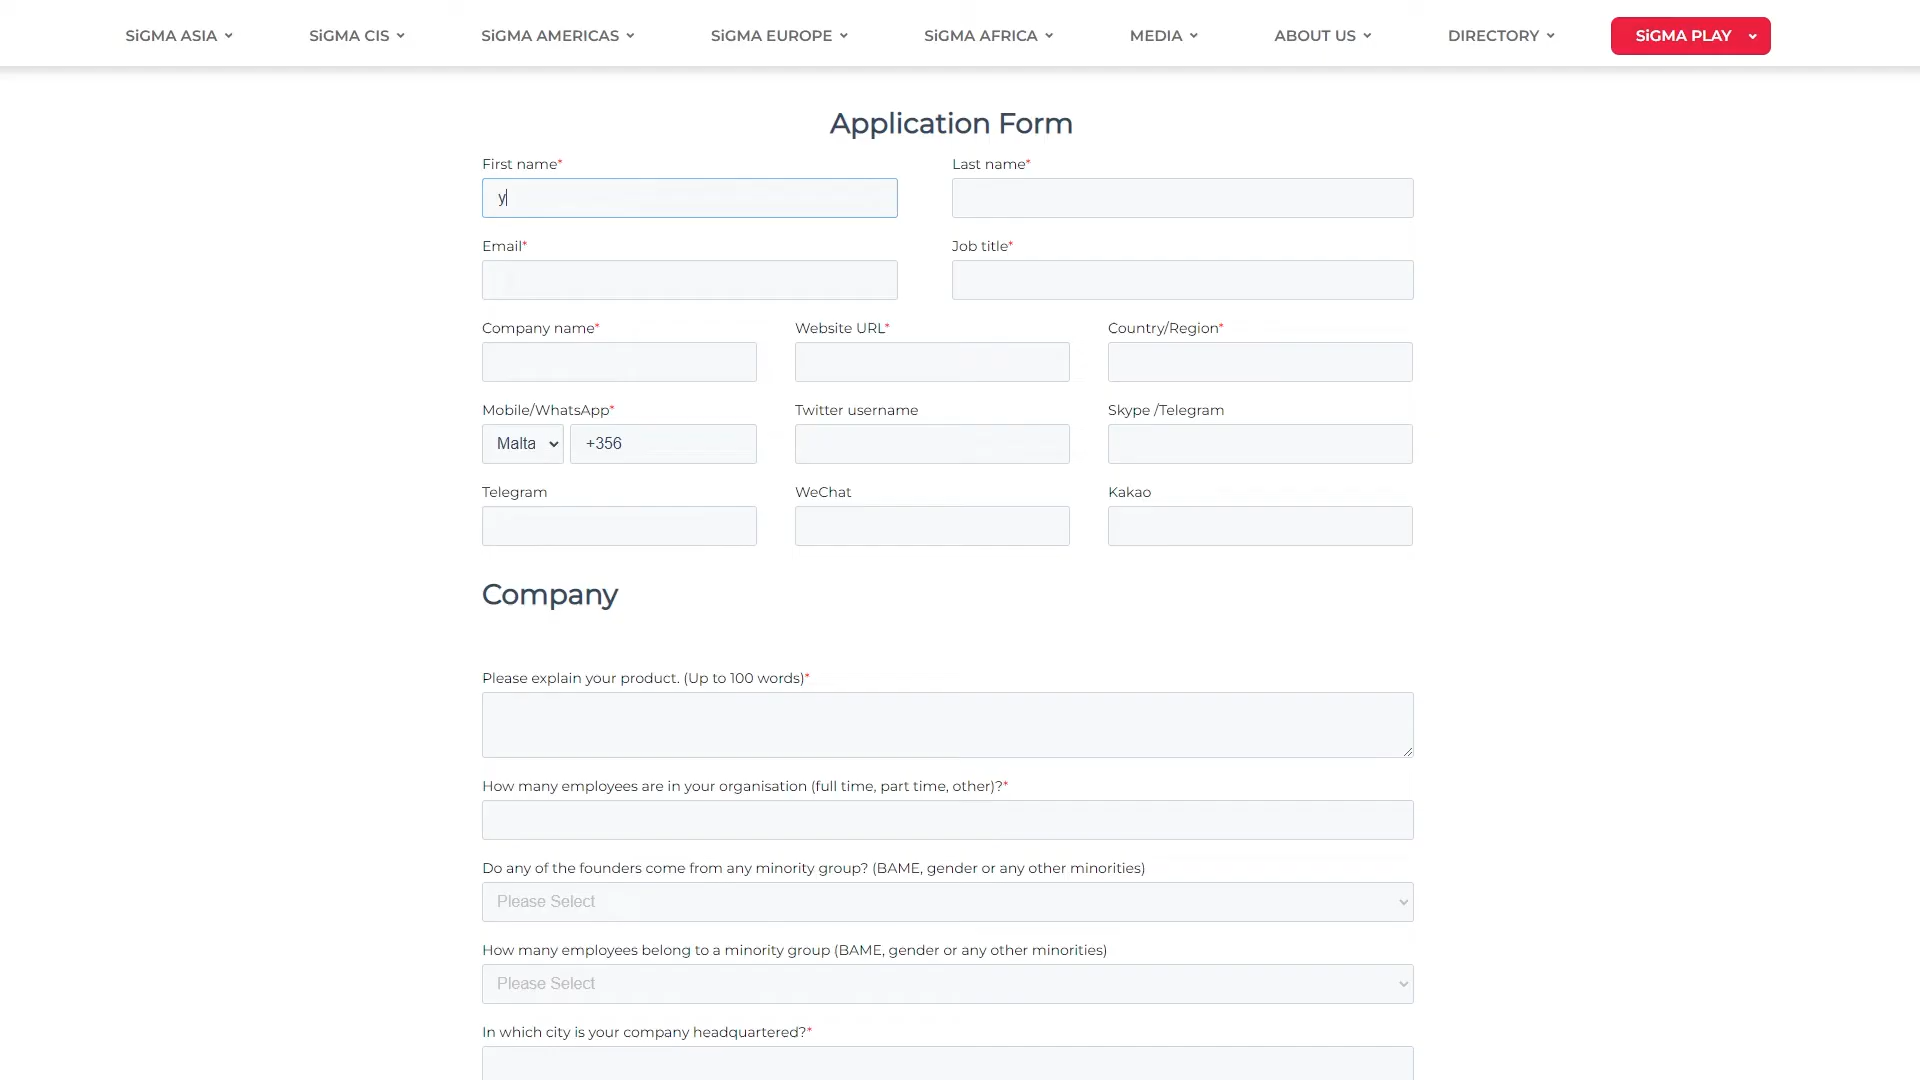 SiGMA ASIA SiGMA CIS SiGMA AMERICAS SiGMA EUROPE SiGMA AFRICA MEDIA ABOUT US DIRECTORY SiGMA PLAY
Application Form
First name* Last name*
y
Email* Job title*
Company name* Website URL* Country/Region*
Mobile/WhatsApp* Twitter username Skype /Telegram
Malta +356
Telegram WeChat Kakao
Company
Please explain your product. (Up to 100 words)*
How many employees are in your organisation (full time, part time, other)?*
Do any of the founders come from any minority group? (BAME, gender or any other minorities)
Please Select
How many employees belong to a minority group (BAME, gender or any other minorities)
Please Select
In which city is your company headquartered?*